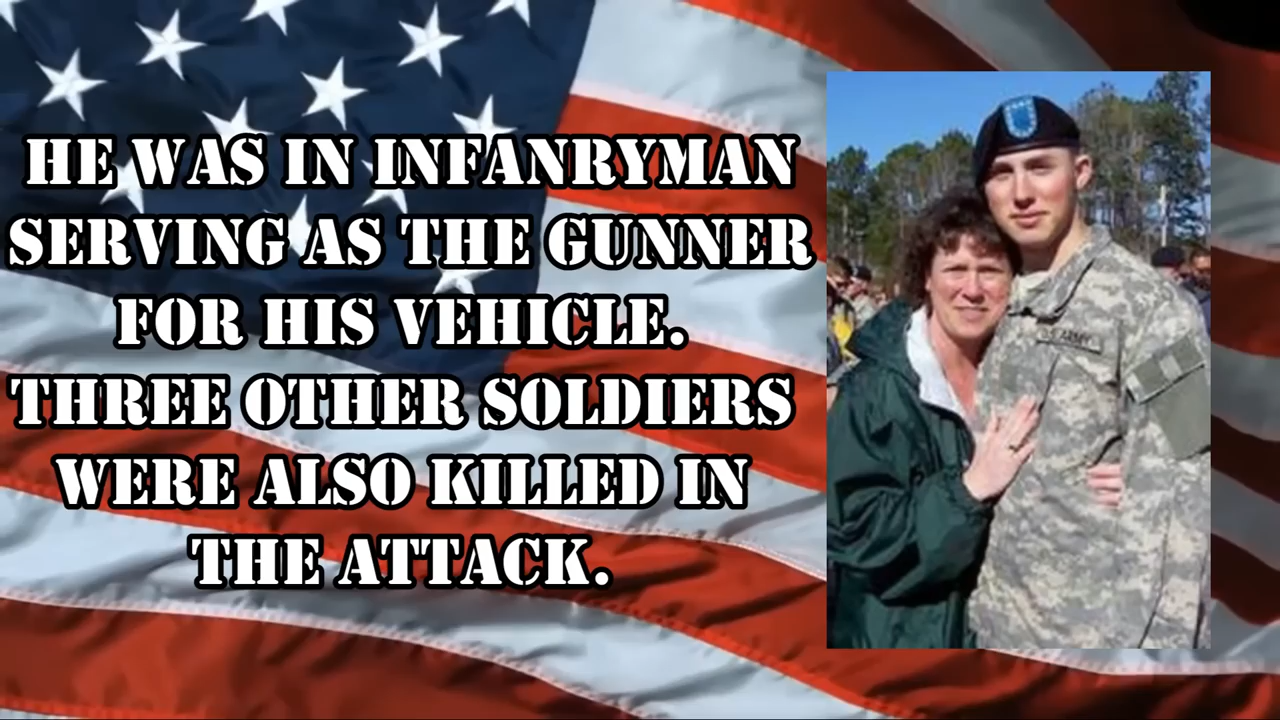 HE WAS IN INFANRYMAN
SERVING AS THE GUNNER
FOR HIS VEHICLE.
THREE OTHER SOLDIERS
WERE ALSO KILLED IN
THE ATTACK.
U.S. ARMY